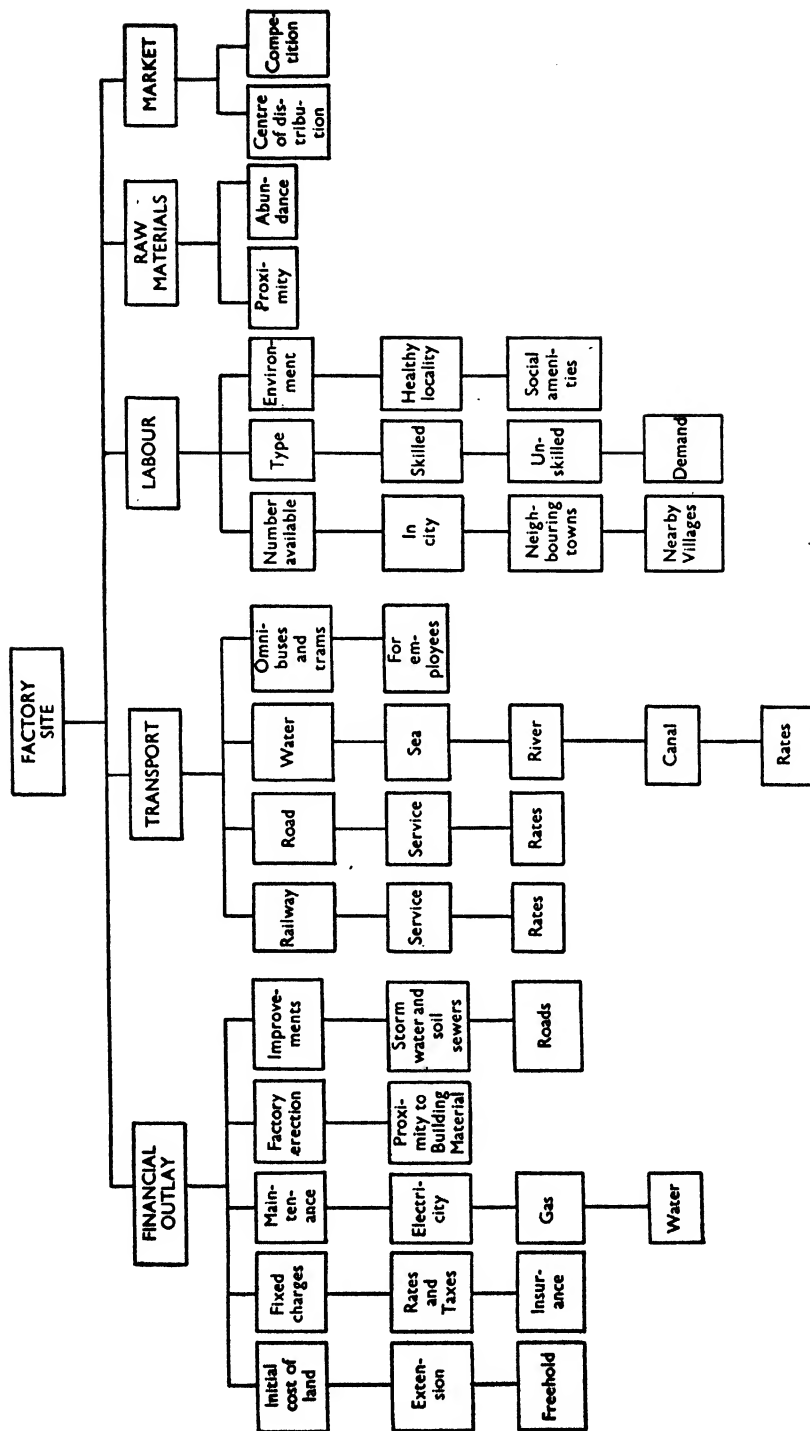 FACTORY
SITE
FINANCIAL
OUTLAY
TRANSPORT
LABOUR
RAW
MATERIALS
MARKET
Initial
cost of
land
Exten-
sion
Freehold
Fixed
charges
Rates
and
Taxes
Insur-
ance
Main-
ten-
ance
Electri-
city
Gas
Water
Factory
erection
Proxi-
mity to
Building
Material
Improve-
ments
Storm
water and
soil
sewers
Roads
Railway
Service
Rates
Road
Service
Rates
Water
Sea
River
Canal
Rates
Omni-
buses and
trams
For
em-
ployees
Number
available
In
city
Neigh-
bouring
towns
Nearby
Villages
Type
Skilled
Un-
skilled
Demand
Environ-
ment
Healthy
locality
Social
ameni-
ties
Proxi-
mity
Abun-
dance
Centre
of dis-
tribu-
tion
Compe-
tition